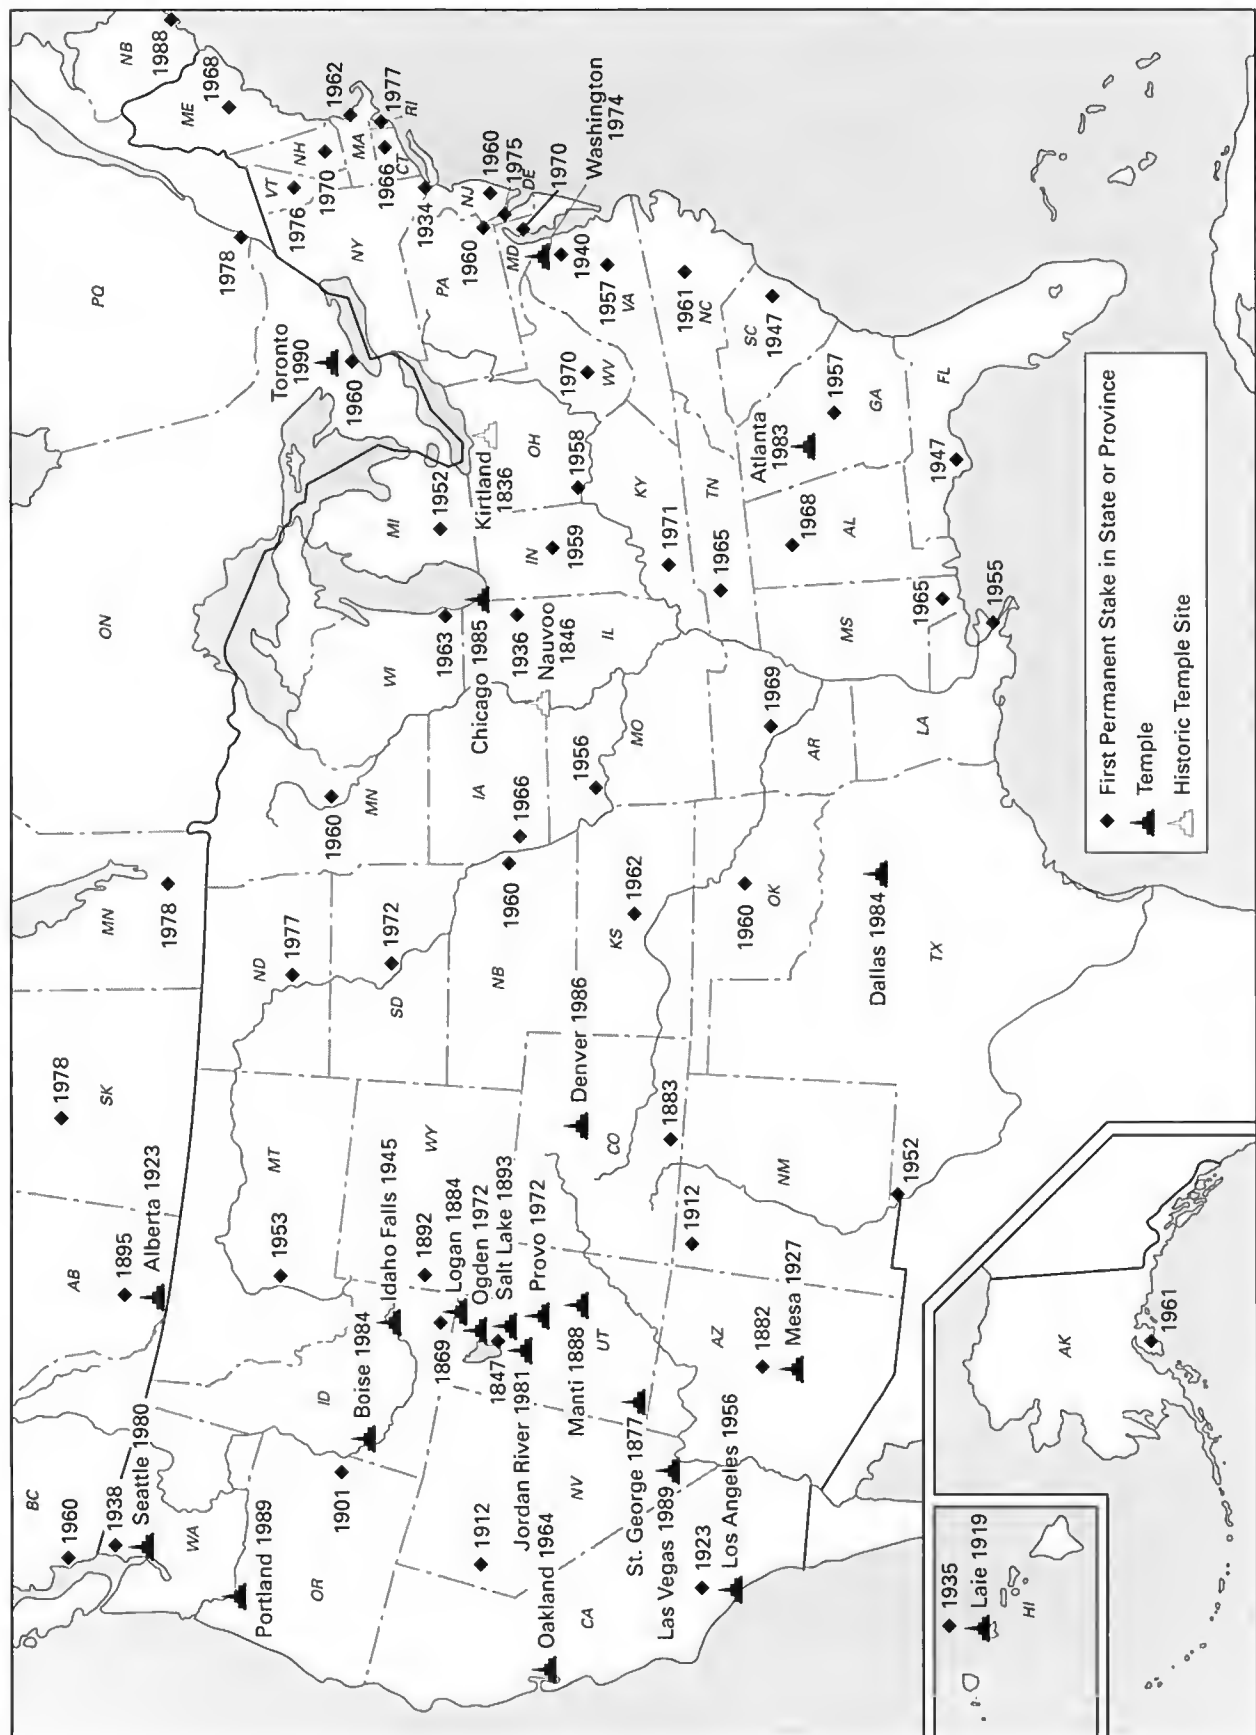 BC
1960
1938
Seattle 1980
WA
Portland 1989
OR
1901
AB
1895
Alberta 1923
SK
1978
MN
1978
ON
PQ
1978
NB
1988
ME
1968
ID
Boise 1984
Idaho Falls 1945
MT
1953
ND
1977
SD
1972
MN
1960
WI
1963
MI
1952
Toronto
1990
1960
NY
VT
1976
NH
1970
MA
1962
1977
RI
CT
1966
1934
NJ
1960
1975
DE
1970
Washington
1974
PA
1960
MD
1940
1957
VA
WV
1970
OH
1958
Kirtland
1836
IN
1959
Chicago 1985
1936
Nauvoo
1846
IL
IA
1966
NB
1960
WY
1892
1869
Logan 1884
Ogden 1972
Salt Lake 1893
1847
Jordan River 1981
Provo 1972
Manti 1888
UT
St. George 1877
NV
1912
Las Vegas 1989
Oakland 1964
CA
1923
Los Angeles 1956
AZ
1882
Mesa 1927
1912
NM
1952
Denver 1986
CO
1883
KS
1962
MO
1956
KY
1971
TN
1965
1961
NC
SC
1947
OK
1960
AR
1969
Dallas 1984
TX
LA
1955
MS
1965
AL
1968
Atlanta
1983
1957
GA
FL
1947
1935
Laie 1919
HI
AK
1961
First Permanent Stake in State or Province
Temple
Historic Temple Site